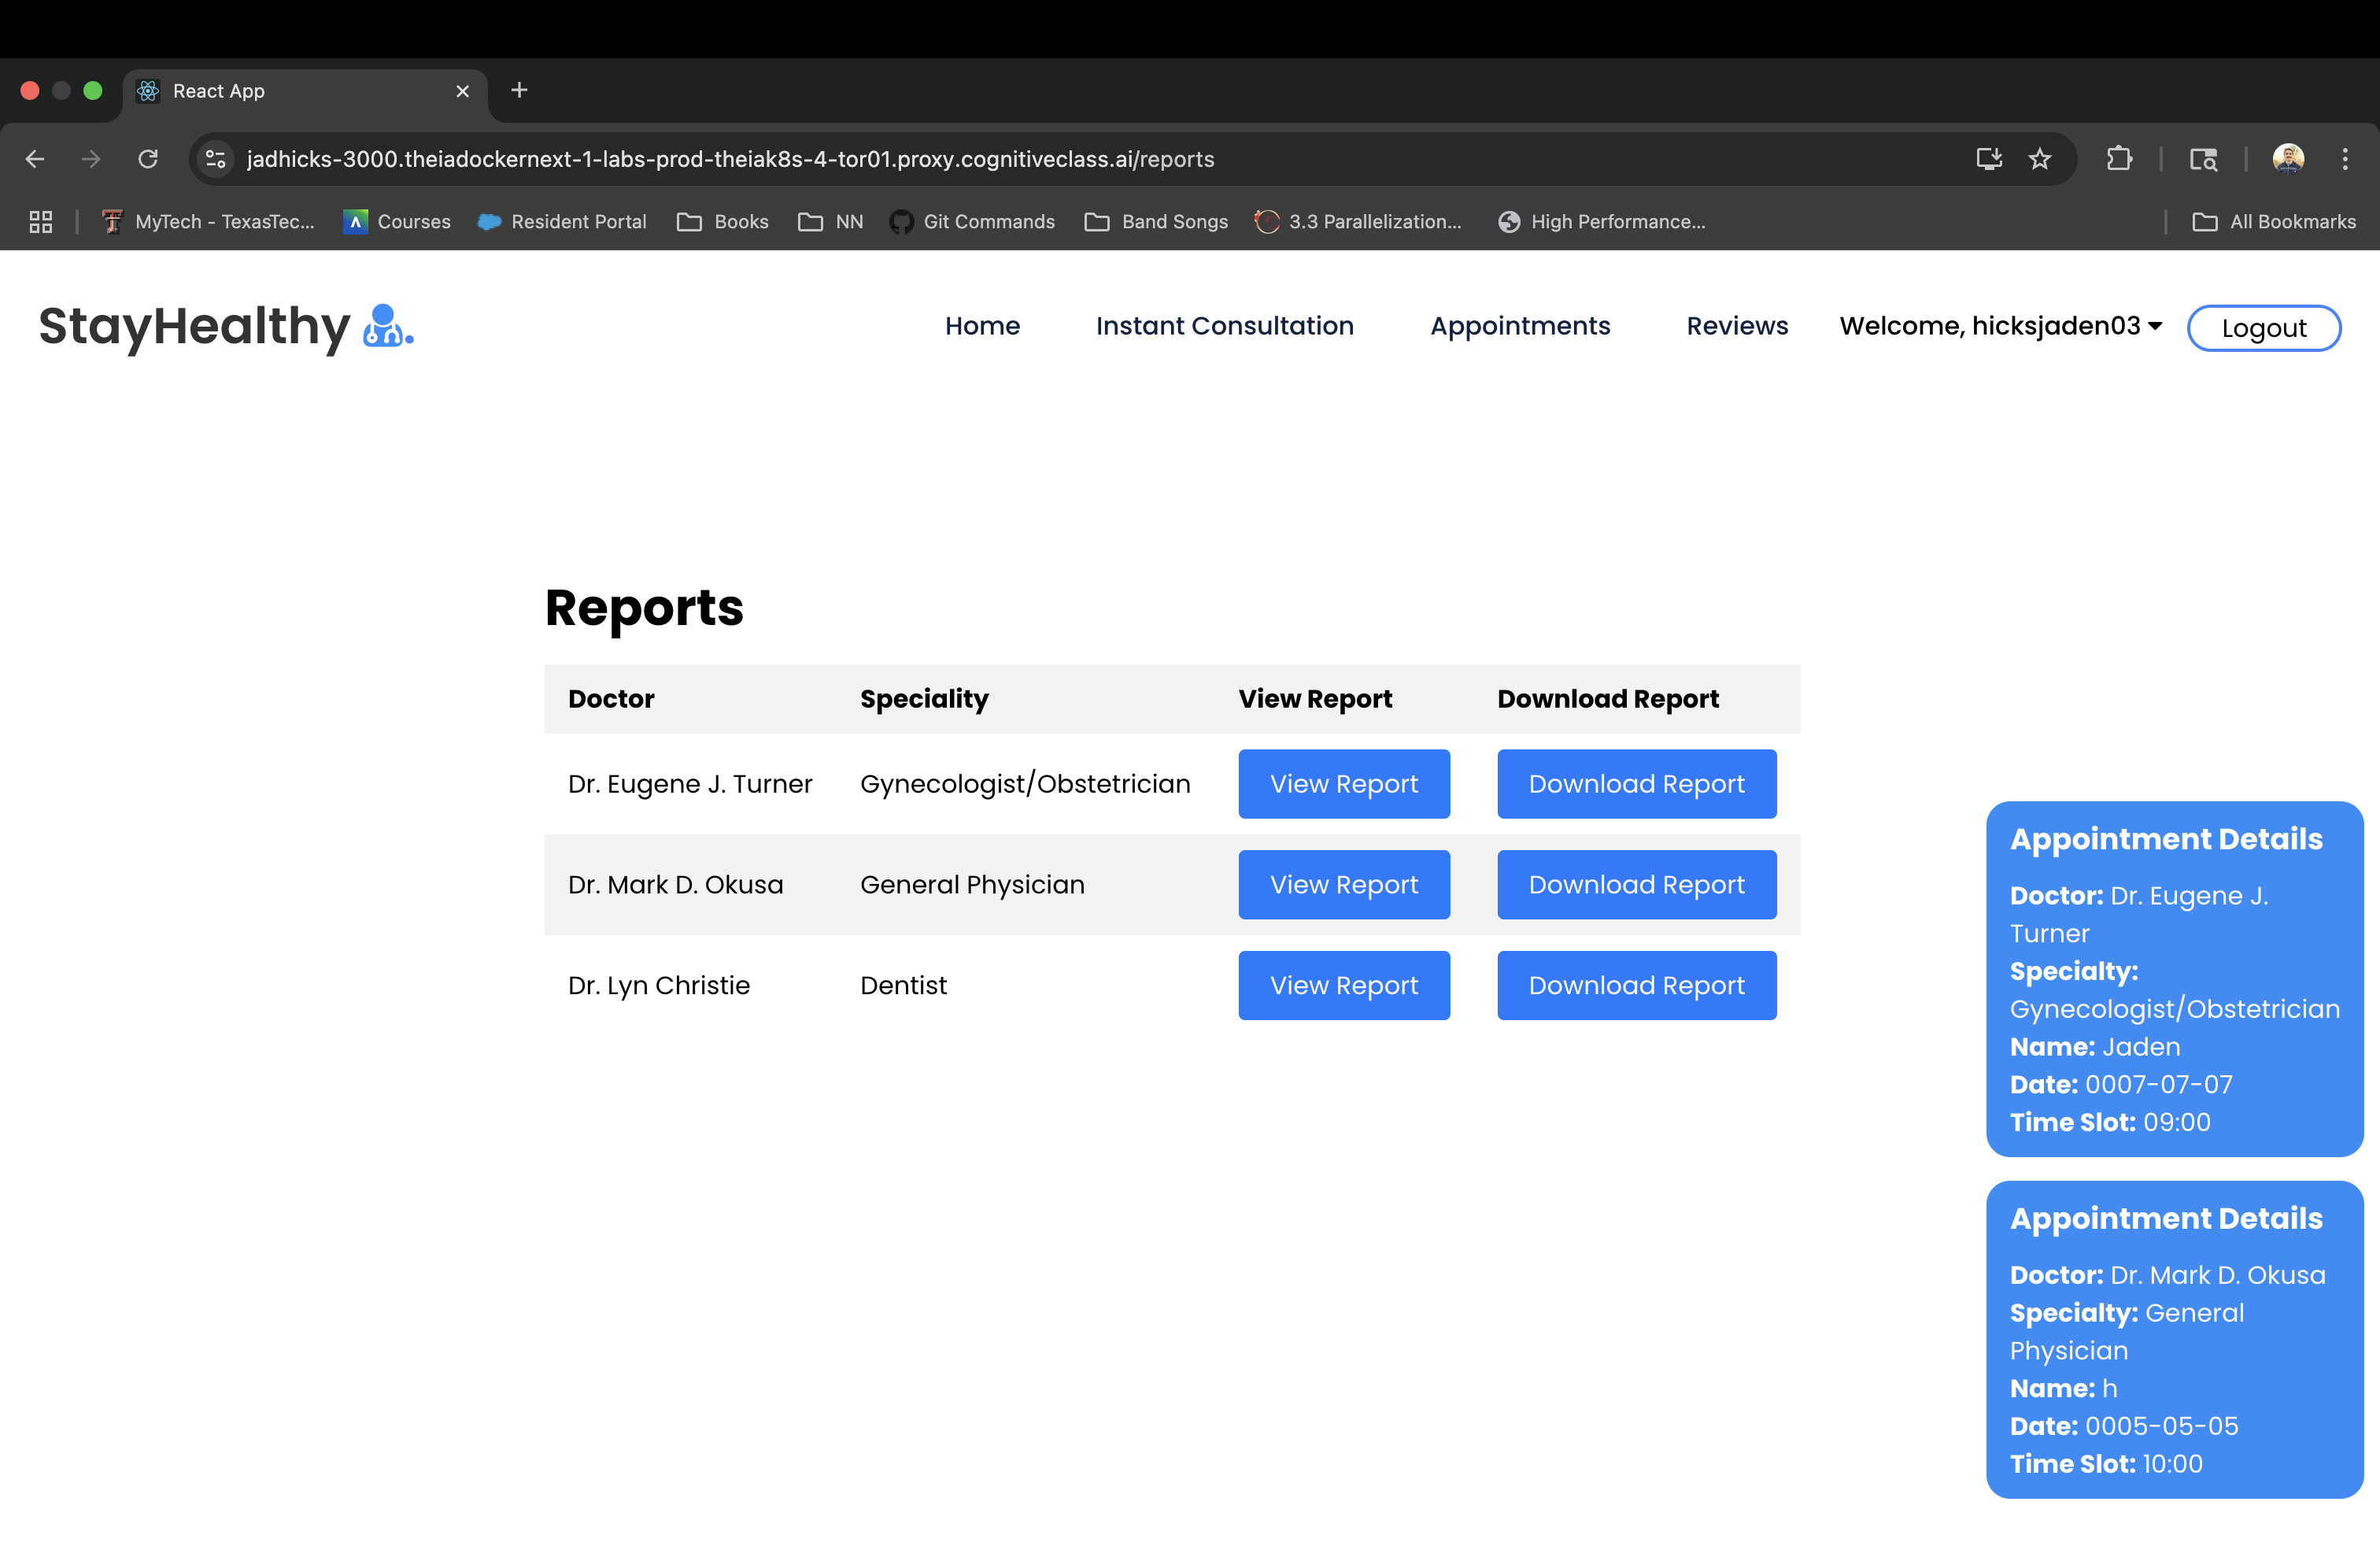 React App
jadhicks-3000.theiadockernext-1-labs-prod-theiak8s-4-tor01.proxy.cognitiveclass.ai/reports
MyTech - TexasTec... Courses Resident Portal Books NN Git Commands Band Songs 3.3 Parallelization... High Performance... All Bookmarks
StayHealthy Home Instant Consultation Appointments Reviews Welcome, hicksjaden03 Logout
Reports
Doctor Speciality View Report Download Report
Dr. Eugene J. Turner Gynecologist/Obstetrician View Report Download Report
Dr. Mark D. Okusa General Physician View Report Download Report
Dr. Lyn Christie Dentist View Report Download Report
Appointment Details
Doctor: Dr. Eugene J.
Turner
Specialty:
Gynecologist/Obstetrician
Name: Jaden
Date: 0007-07-07
Time Slot: 09:00
Appointment Details
Doctor: Dr. Mark D. Okusa
Specialty: General
Physician
Name: h
Date: 0005-05-05
Time Slot: 10:00